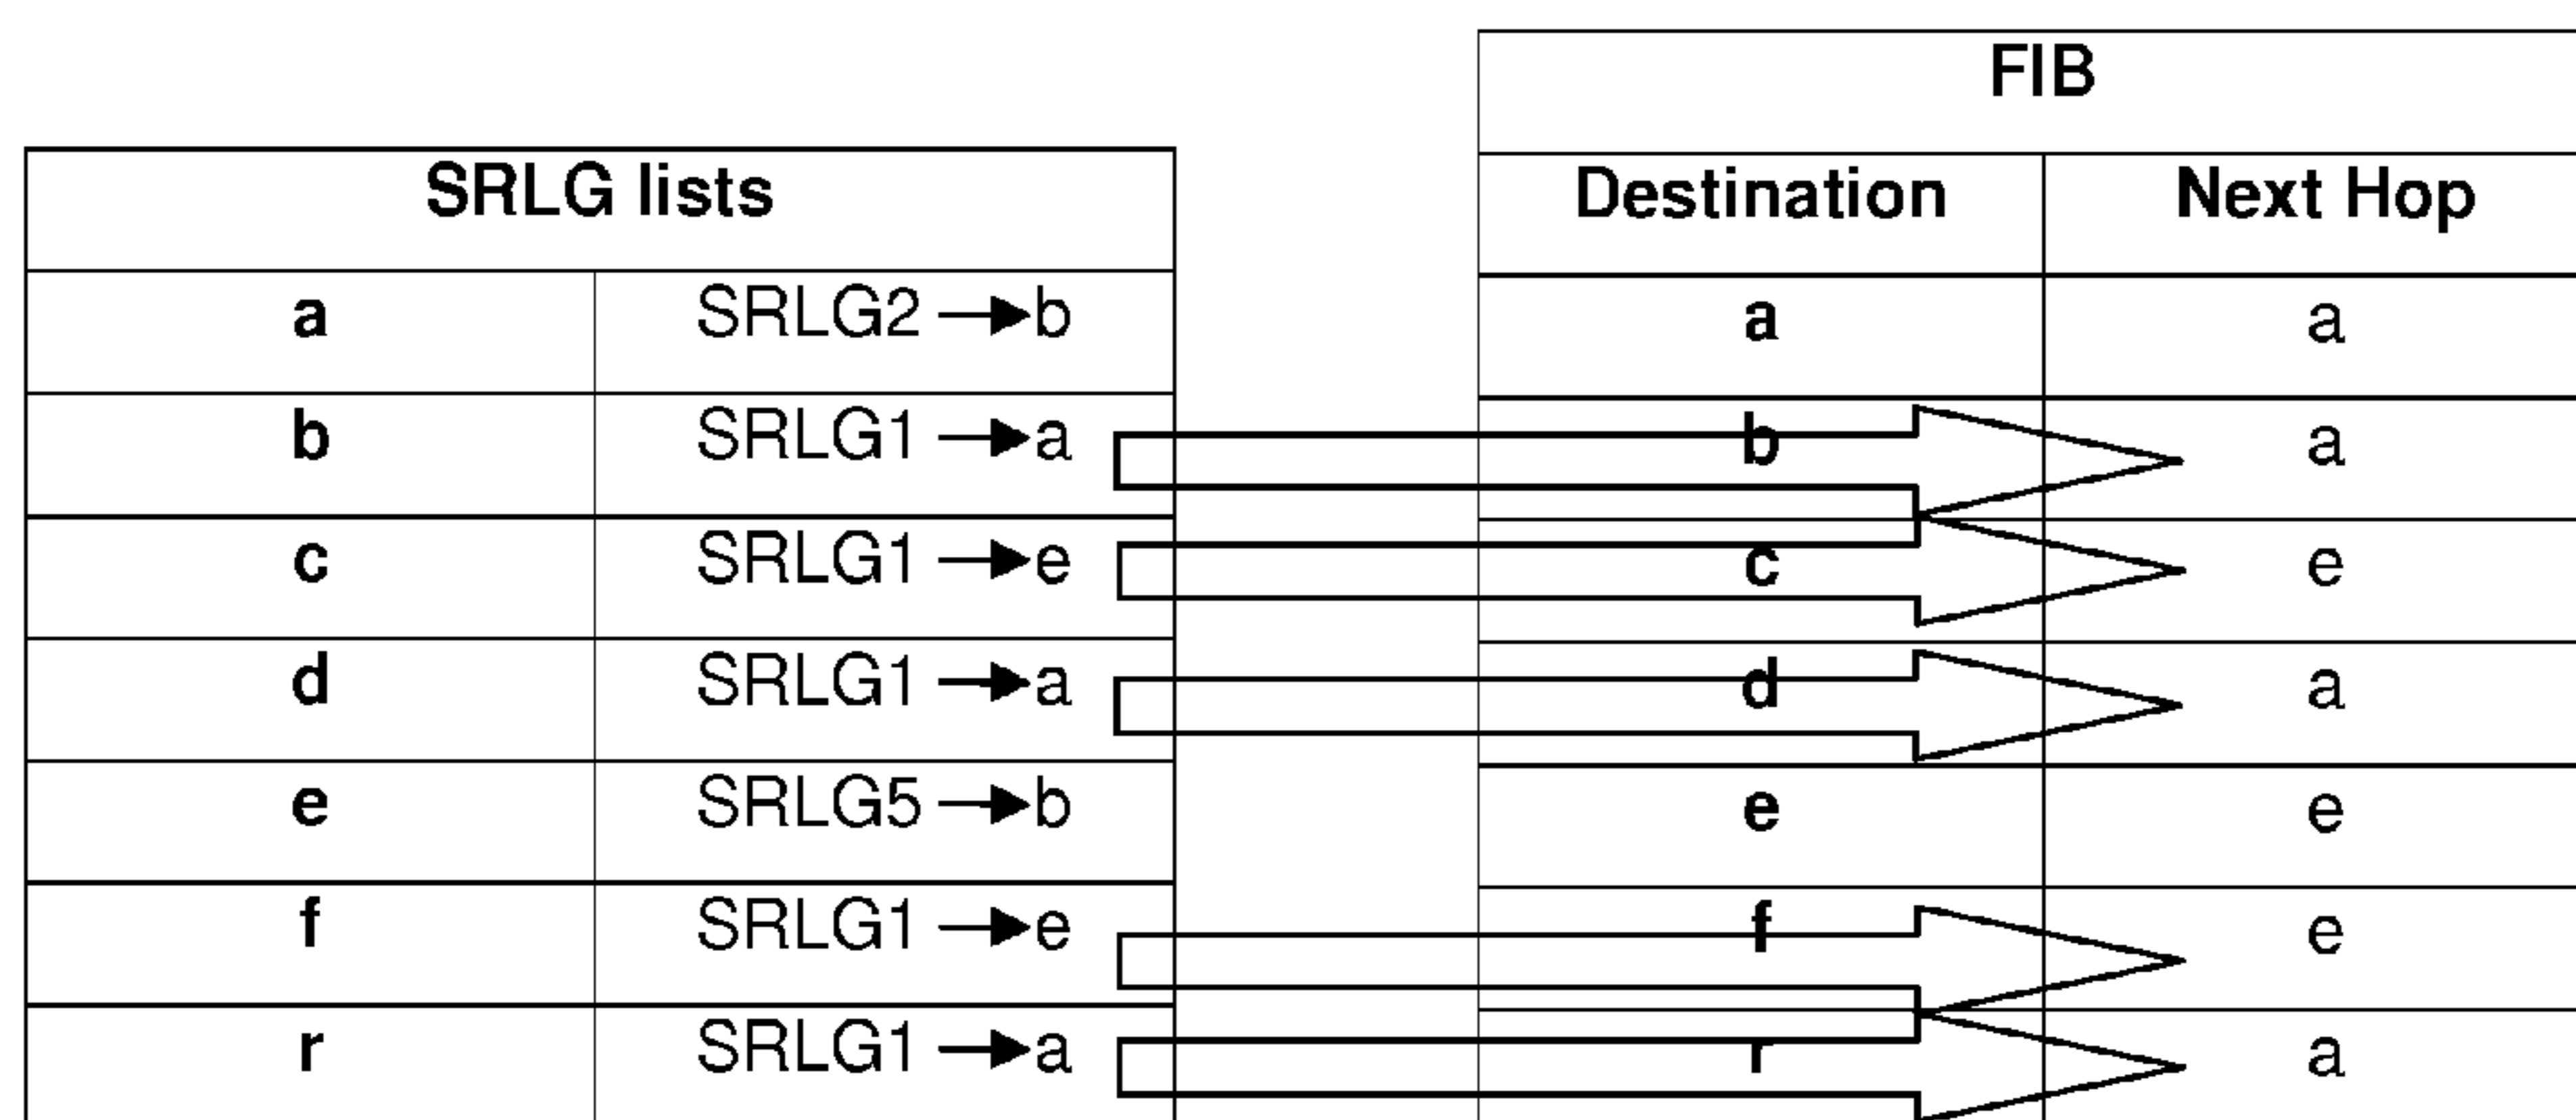 FIB
SRLG lists
Destination Next Hop
a SRLG2 → b a a
b SRLG1 → a b a
c SRLG1 → e c e
d SRLG1 → a d a
e SRLG5 → b e e
f SRLG1 → e f e
r SRLG1 → a r a